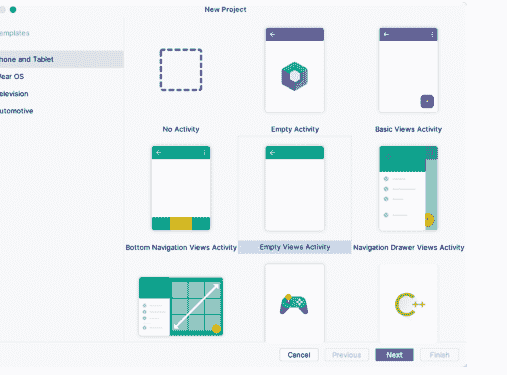 New Project
emplates
hone and Tablet
ear OS
elevision
utomotive
No Activity
Empty Activity
Basic Views Activity
Bottom Navigation Views Activity
Empty Views Activity
Navigation Drawer Views Activity
C++
Cancel
Previous
Next
Finish